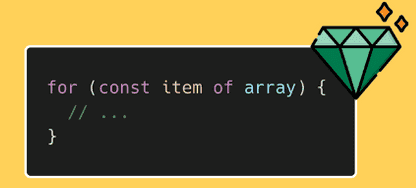 for (const item of array) {
  // ...
}